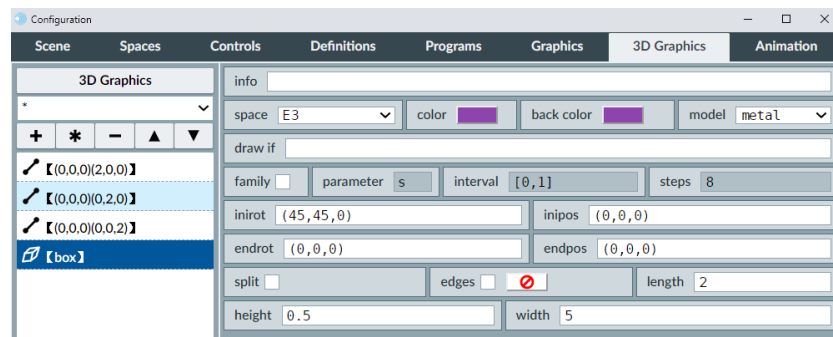 Configuration
Scene Spaces Controls Definitions Programs Graphics 3D Graphics Animation
3D Graphics
*
+ * − ▲ ▼
【(0,0,0)(2,0,0)】
【(0,0,0)(0,2,0)】
【(0,0,0)(0,0,2)】
【box】
info
space E3 color back color model metal
draw if
family parameter s interval [0,1] steps 8
inirot (45,45,0) inipos (0,0,0)
endrot (0,0,0) endpos (0,0,0)
split edges length 2
height 0.5 width 5